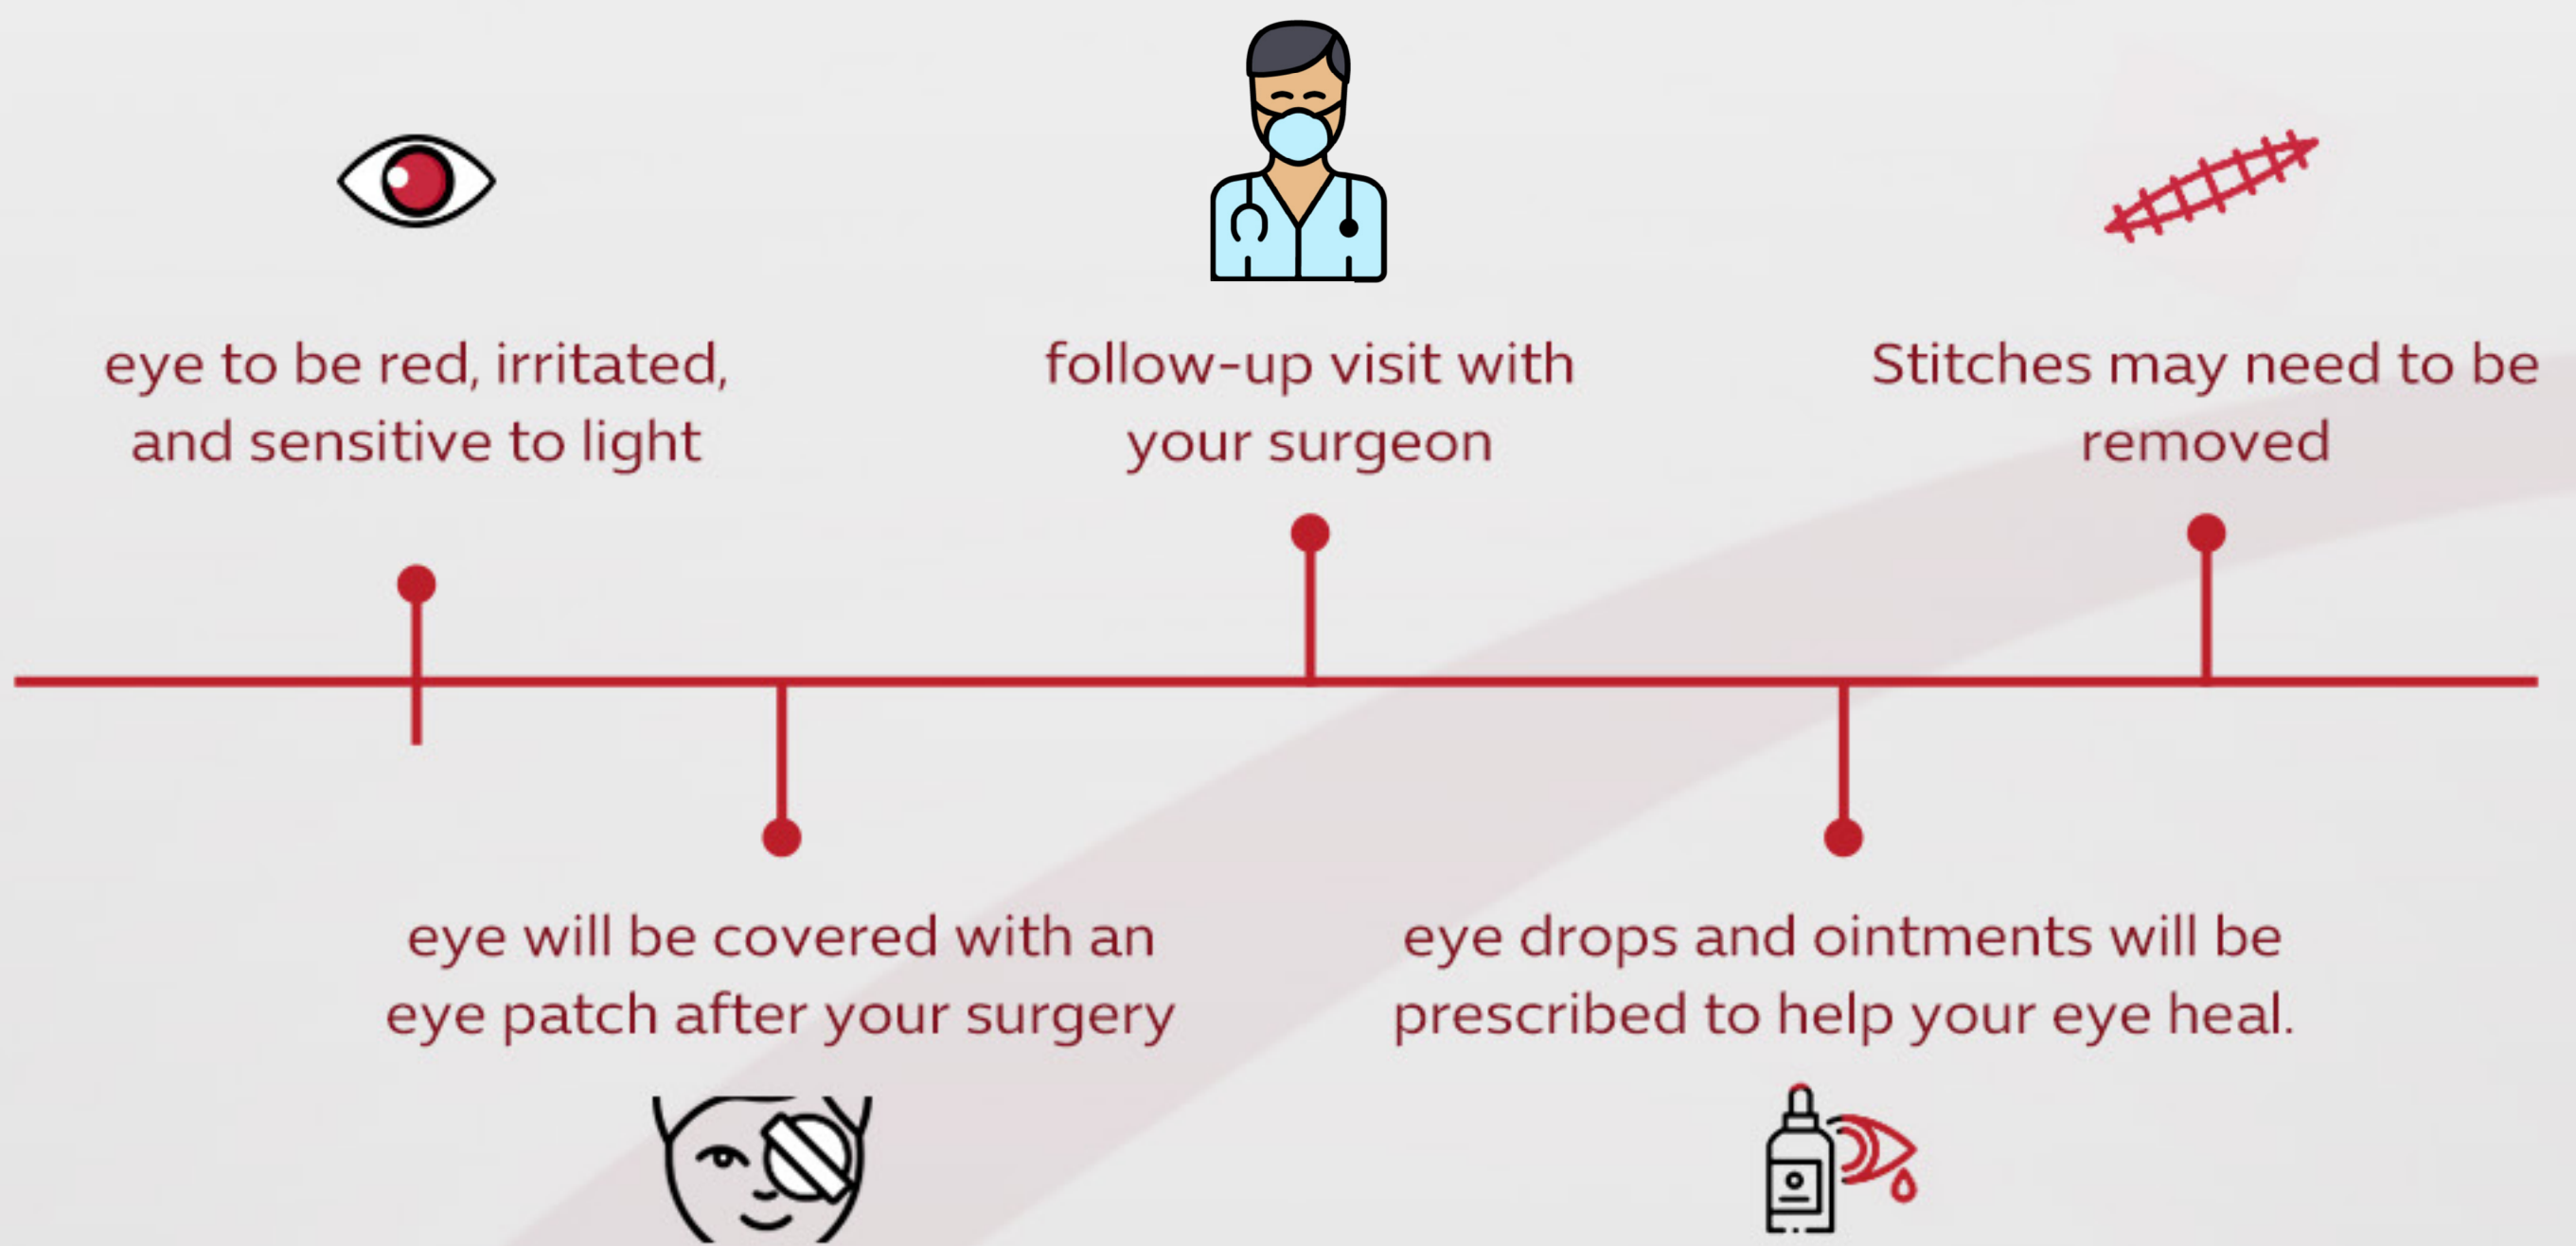 eye to be red, irritated,
and sensitive to light
follow-up visit with
your surgeon
Stitches may need to be
removed
eye will be covered with an
eye patch after your surgery
eye drops and ointments will be
prescribed to help your eye heal.